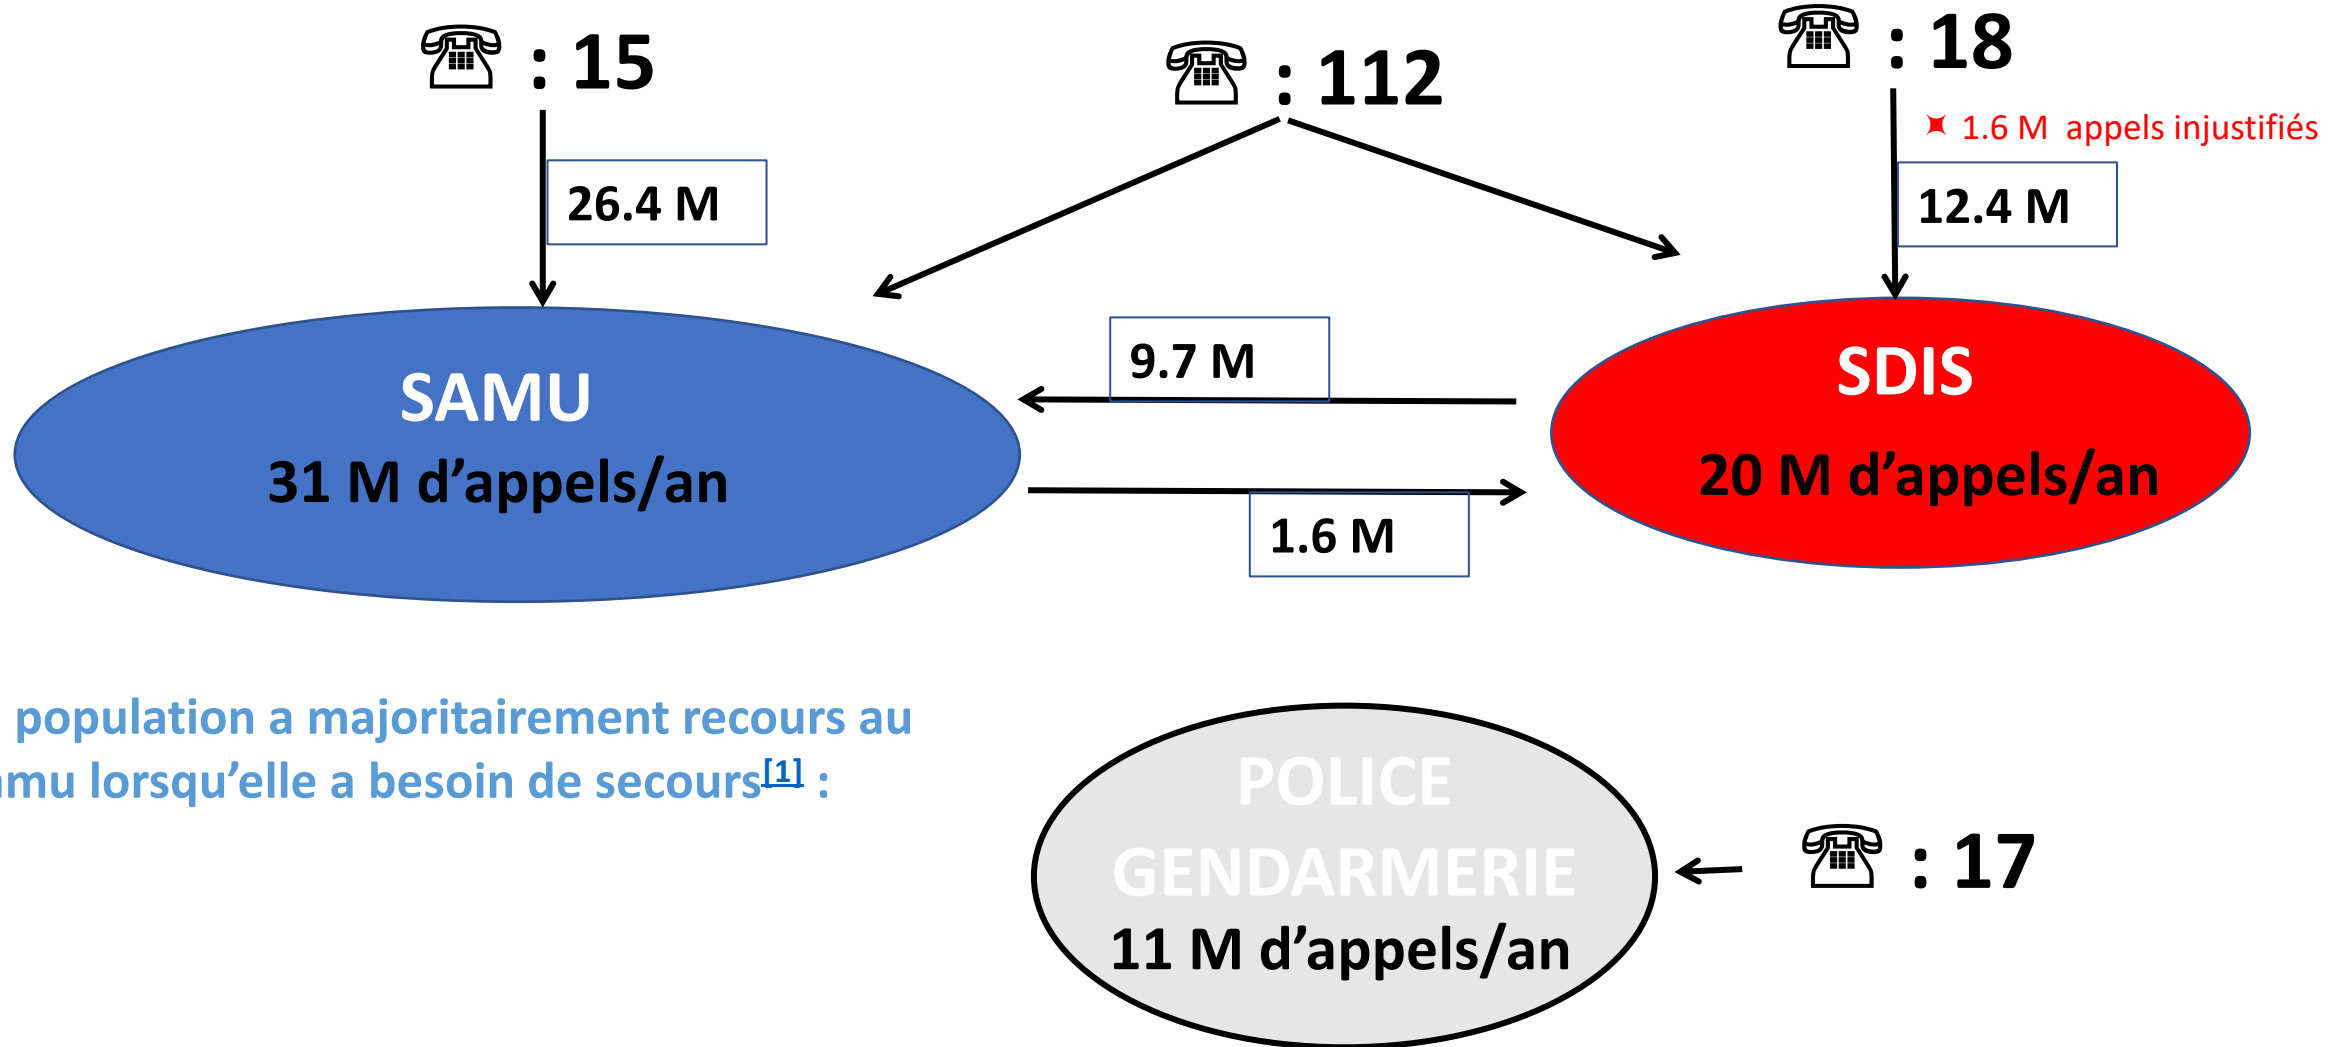 ☏ : 15
☏ : 112
☏ : 18
1.6 M appels injustifiés
26.4 M
12.4 M
9.7 M
SAMU
31 M d’appels/an
SDIS
20 M d’appels/an
1.6 M
population a majoritairement recours au
lorsqu’elle a besoin de secours[1] :
POLICE
GENDARMERIE
11 M d’appels/an
☏ : 17